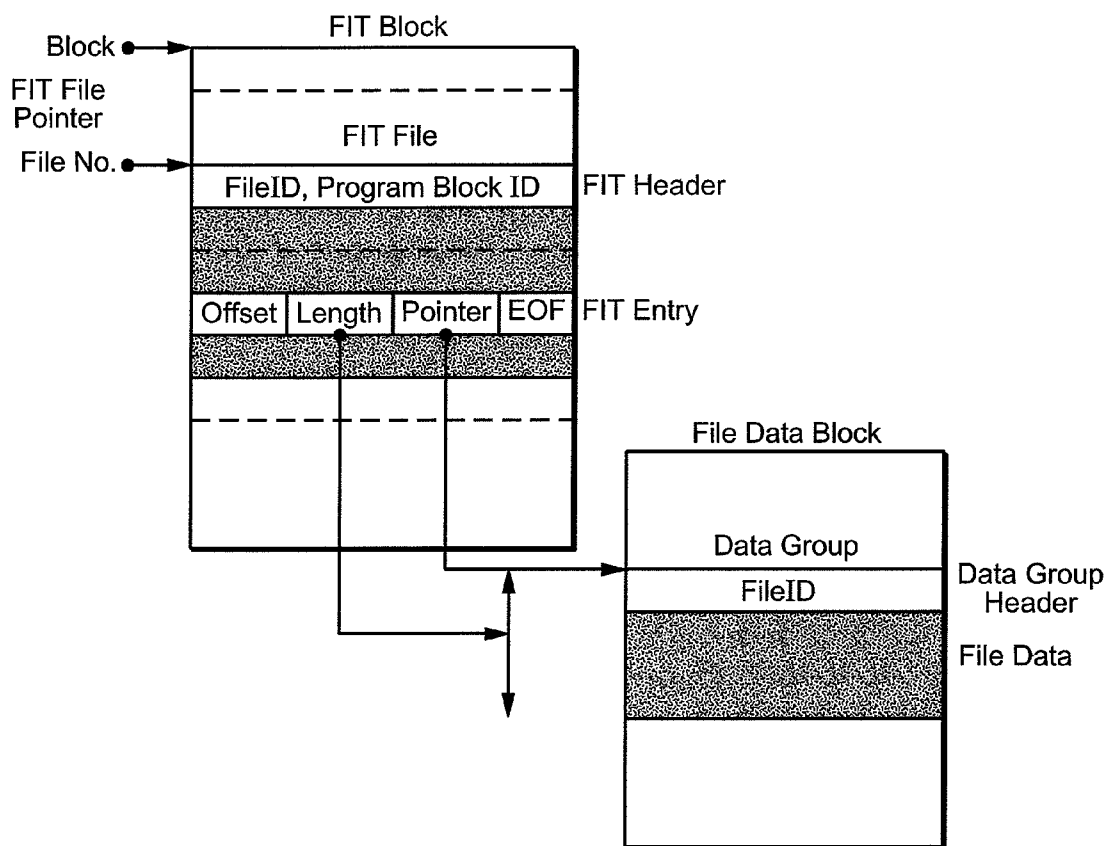 FIT Block
Block
FIT File
Pointer
FIT File
File No.
FileID, Program Block ID
FIT Header
Offset
Length
Pointer
EOF
FIT Entry
File Data Block
Data Group
FileID
Data Group
Header
File Data